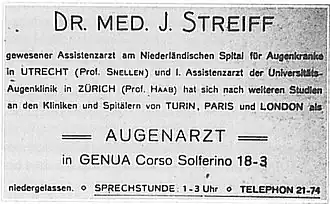 DR. MED. J. STREIFF
gewesener Assistenzarzt am Niederländischen Spital für Augenkranke
in UTRECHT (Prof. SNELLEN) und I. Assistenzarzt der Universitäts-
Augenklinik in ZÜRICH (Prof. HAAB) hat sich nach weiteren Studien
an den Kliniken und Spitälern von TURIN, PARIS und LONDON als
AUGENARZT
in GENUA Corso Solferino 18-3
niedergelassen. o SPRECHSTUNDE: 1-3 Uhr o TELEPHON 21-74